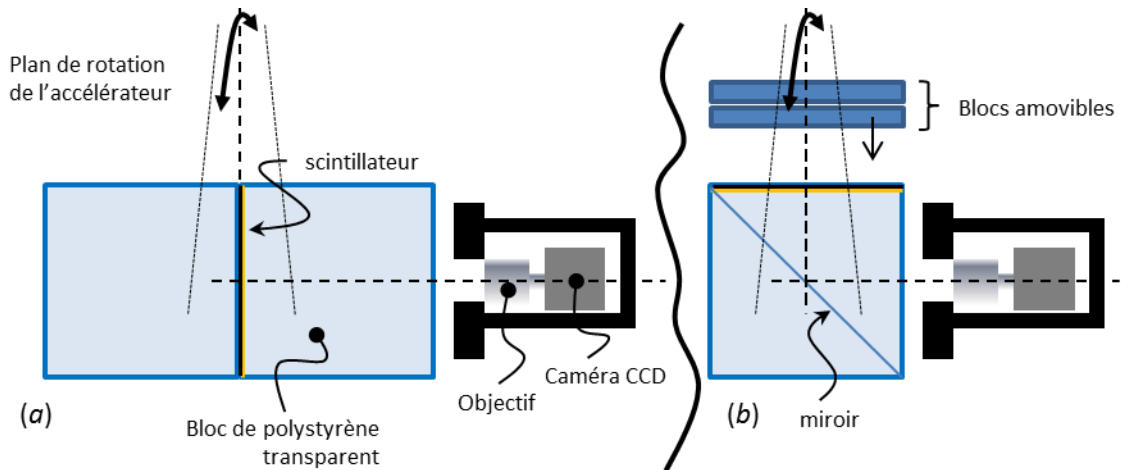 Plan de rotation
de l'accélérateur
scintillateur
Blocs amovibles
Objectif
Caméra CCD
Bloc de polystyrène
transparent
miroir
(a)
(b)